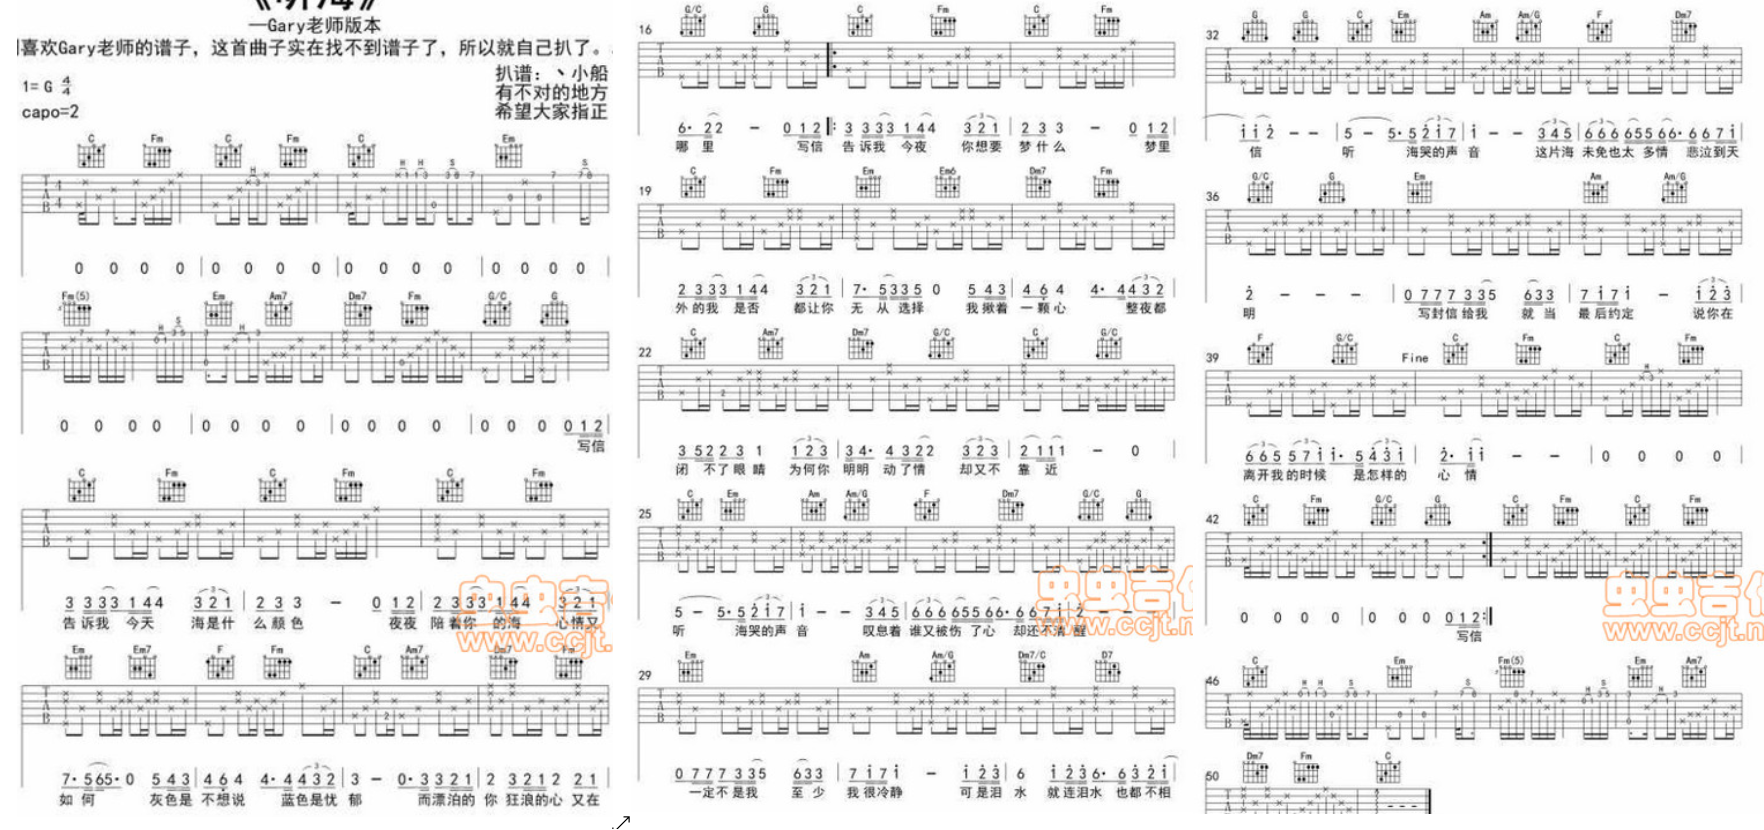 《听海》
—Gary老师版本
喜欢Gary老师的谱子，这首曲子实在找不到谱子了，所以就自己扒了。
1= G 4/4
扒谱：丶小船
有不对的地方
capo=2
希望大家指正
C Fm C Fm C Em
0 0 0 0 0 0 0 0 0 0 0 0 0 0 0 0
Fm(5) Em Am7 Dm7 Fm G/C G
0 0 0 0 0 0 0 0 0 0 0 0 0 0 0 0 1 2
写信
C Fm C Fm C Fm
3 3 3 3 1 4 4 3 2 1 2 3 3 - 0 1 2 2 3 3 3 1 4 4 3 2 1
告 诉我 今天 海是什 么颜色 夜夜 陪着你 的海 心情又
Em Em7 F Fm C Am7 Dm7 Fm
7· 5 6 5· 0 5 4 3 4 6 4 4· 4 4 3 2 3 - 0· 3 3 2 1 2 3 2 1 2 2 1
如 何 灰色是 不想说 蓝色是忧 郁 而漂泊的 你 狂浪的心 又在
16
G/C G C Fm C Fm
6· 2 2 - 0 1 2 3 3 3 3 1 4 4 3 2 1 2 3 3 - 0 1 2
哪 里 写信 告 诉我 今夜 你想要 梦什么 梦里
19
C Fm Em Em6 Dm7 Fm
2 3 3 3 3 1 4 4 3 2 1 7· 5 3 3 5 0 5 4 3 4 6 4 4· 4 4 3 2
外 的我 是否 都让你 无 从 选择 我揪着 一颗心 整夜都
22
C Am7 Dm7 G/C C G/C
3 5 2 2 3 1 1 2 3 3 4· 4 3 2 2 3 2 3 2 1 1 1 - 0
闭 不了眼睛 为何你 明明 动了情 却又不 靠 近
25
C Em Am Am/G F Dm7 G/C G
5 - 5· 5 2 1 7 1 - - 3 4 5 6 6 6 6 5 5 6 6· 6 6 7 1 2 - - -
听 海哭的声 音 叹息着 谁又被伤 了心 却还不清 醒
29
Em Am Am/G Dm7/C D7
0 7 7 7 3 3 5 6 3 3 7 1 7 1 - 1 2 3 6 1 2 3 6· 6 3 2 1
一定不是我 至 少 我很冷静 可是泪 水 就连泪水 也都不相
32
G G C Em Am Am/G F Dm7
1 1 2 - - 5 - 5· 5 2 1 7 1 - - 3 4 5 6 6 6 6 5 5 6 6· 6 6 7 1
信 听 海哭的声 音 这片海 未免也太 多情 悲泣到天
36
G/C G Em Am Am/G
2 - - - 0 7 7 7 3 3 5 6 3 3 7 1 7 1 - 1 2 3
明 写封信给我 就 当 最后约定 说你在
39
F G/C Fine C Fm C Fm
6 6 5 5 7 1 1· 5 4 3 1 2· 1 1 - 0 0 0 0
离开我的时候 是怎样的 心 情
42
C Fm G/C G C Fm C Fm
0 0 0 0 0 0 0 0 1 2
写信
46
C Em Fm(5) Em Am7
50
Dm7 Fm C
虫虫吉他
www.ccjt.net